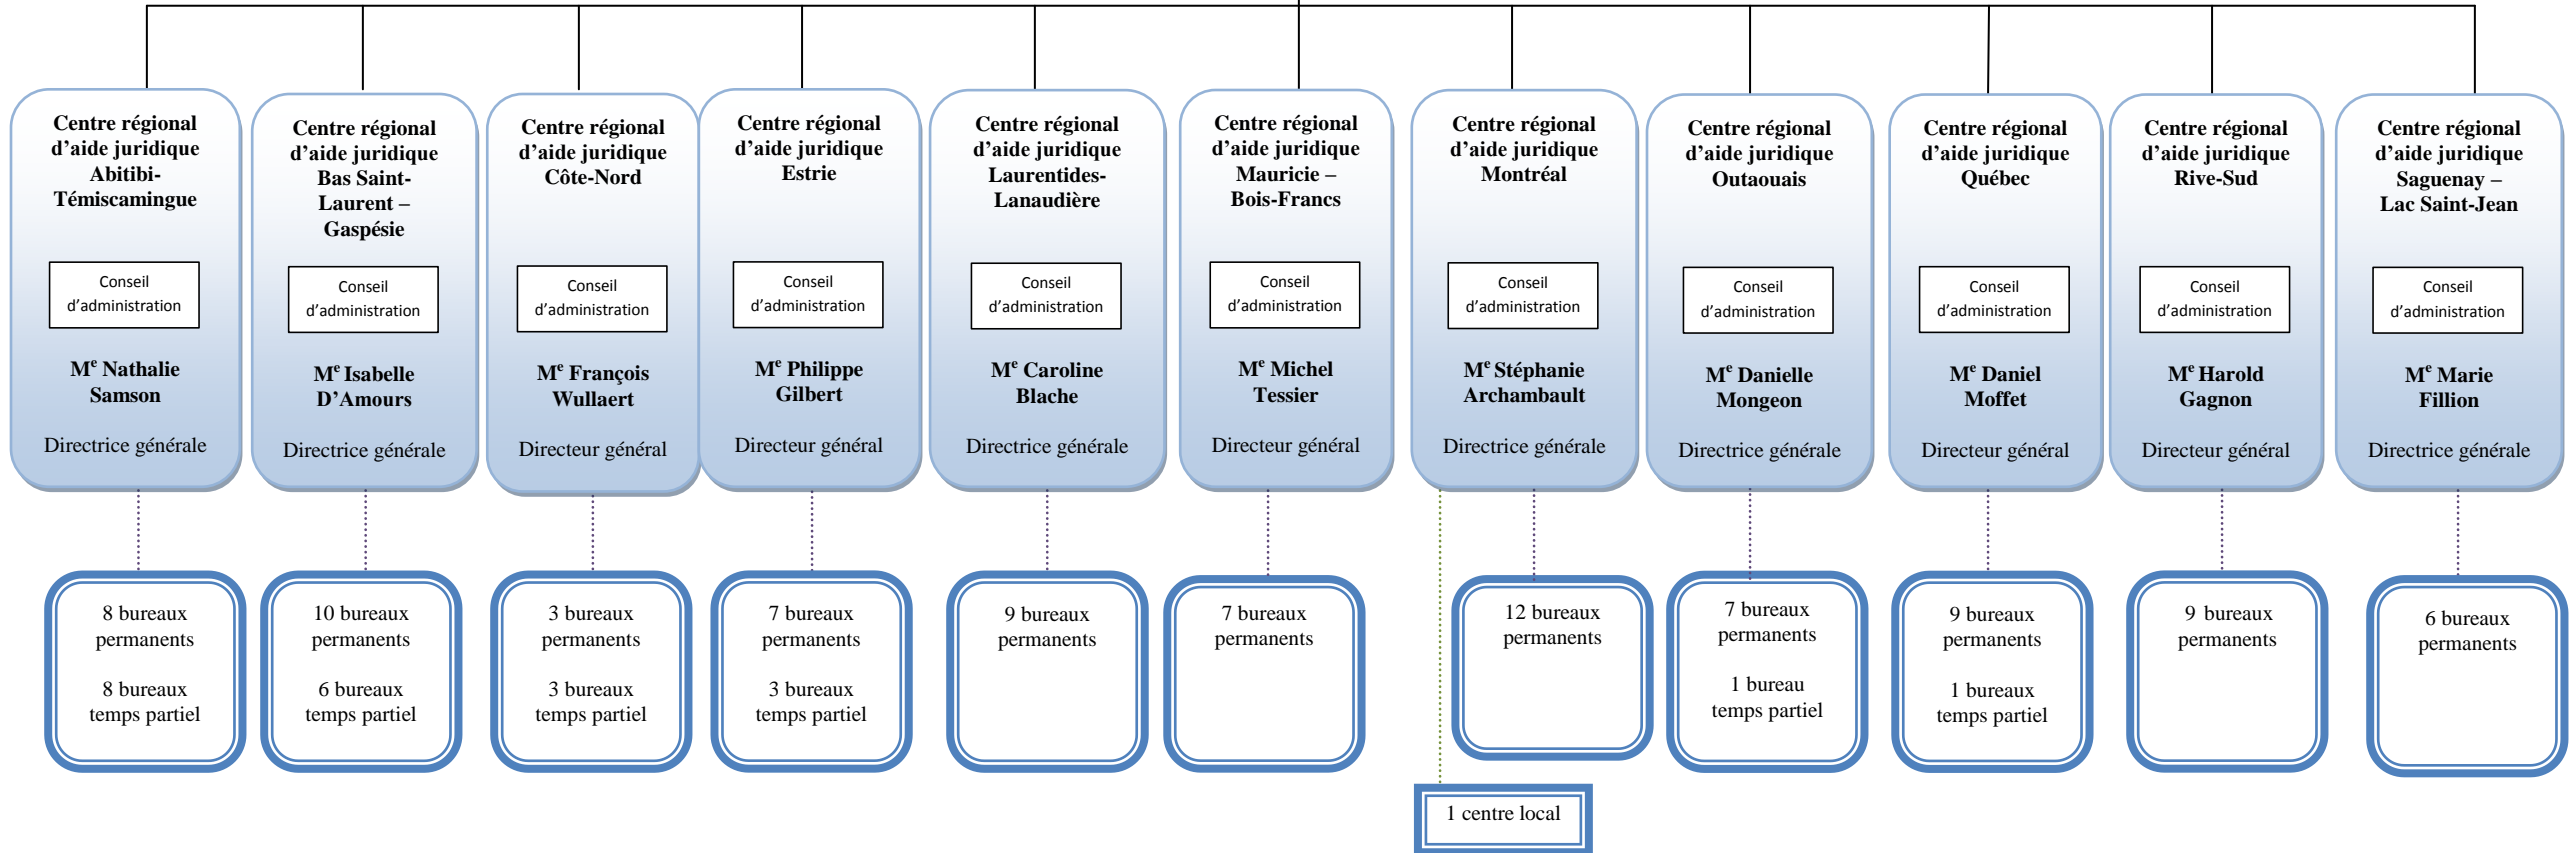 Centre régional
d’aide juridique
Abitibi-
Témiscamingue
Conseil
d’administration
Me Nathalie
Samson
Directrice générale
8 bureaux
permanents
8 bureaux
temps partiel
Centre régional
d’aide juridique
Bas Saint-
Laurent –
Gaspésie
Conseil
d’administration
Me Isabelle
D’Amours
Directrice générale
10 bureaux
permanents
6 bureaux
temps partiel
Centre régional
d’aide juridique
Côte-Nord
Conseil
d’administration
Me François
Wullaert
Directeur général
3 bureaux
permanents
3 bureaux
temps partiel
Centre régional
d’aide juridique
Estrie
Conseil
d’administration
Me Philippe
Gilbert
Directeur général
7 bureaux
permanents
3 bureaux
temps partiel
Centre régional
d’aide juridique
Laurentides-
Lanaudière
Conseil
d’administration
Me Caroline
Blache
Directrice générale
9 bureaux
permanents
Centre régional
d’aide juridique
Mauricie –
Bois-Francs
Conseil
d’administration
Me Michel
Tessier
Directeur général
7 bureaux
permanents
Centre régional
d’aide juridique
Montréal
Conseil
d’administration
Me Stéphanie
Archambault
Directrice générale
12 bureaux
permanents
1 centre local
Centre régional
d’aide juridique
Outaouais
Conseil
d’administration
Me Danielle
Mongeon
Directrice générale
7 bureaux
permanents
1 bureau
temps partiel
Centre régional
d’aide juridique
Québec
Conseil
d’administration
Me Daniel
Moffet
Directeur général
9 bureaux
permanents
1 bureaux
temps partiel
Centre régional
d’aide juridique
Rive-Sud
Conseil
d’administration
Me Harold
Gagnon
Directeur général
9 bureaux
permanents
Centre régional
d’aide juridique
Saguenay –
Lac Saint-Jean
Conseil
d’administration
Me Marie
Fillion
Directrice générale
6 bureaux
permanents